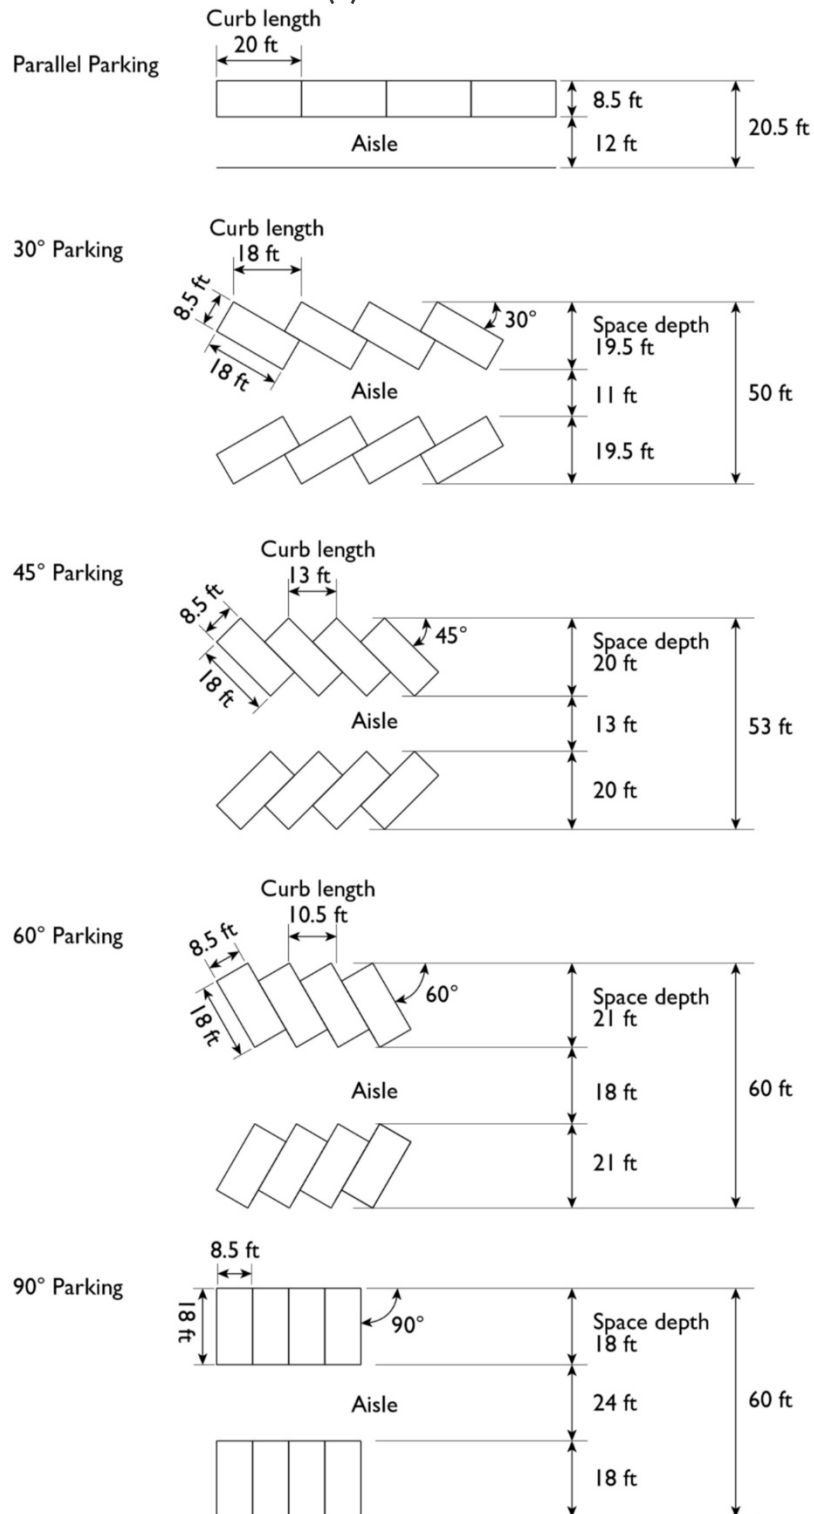 Curb length
20 ft
Parallel Parking
8.5 ft
20.5 ft
Aisle
12 ft
Curb length
18 ft
30° Parking
8.5 ft
30°
Space depth
19.5 ft
18 ft
Aisle
11 ft
50 ft
19.5 ft
Curb length
13 ft
45° Parking
8.5 ft
45°
Space depth
20 ft
18 ft
Aisle
13 ft
53 ft
20 ft
Curb length
10.5 ft
60° Parking
8.5 ft
60°
Space depth
21 ft
18 ft
Aisle
18 ft
60 ft
21 ft
8.5 ft
90° Parking
18 ft
90°
Space depth
18 ft
Aisle
24 ft
60 ft
18 ft